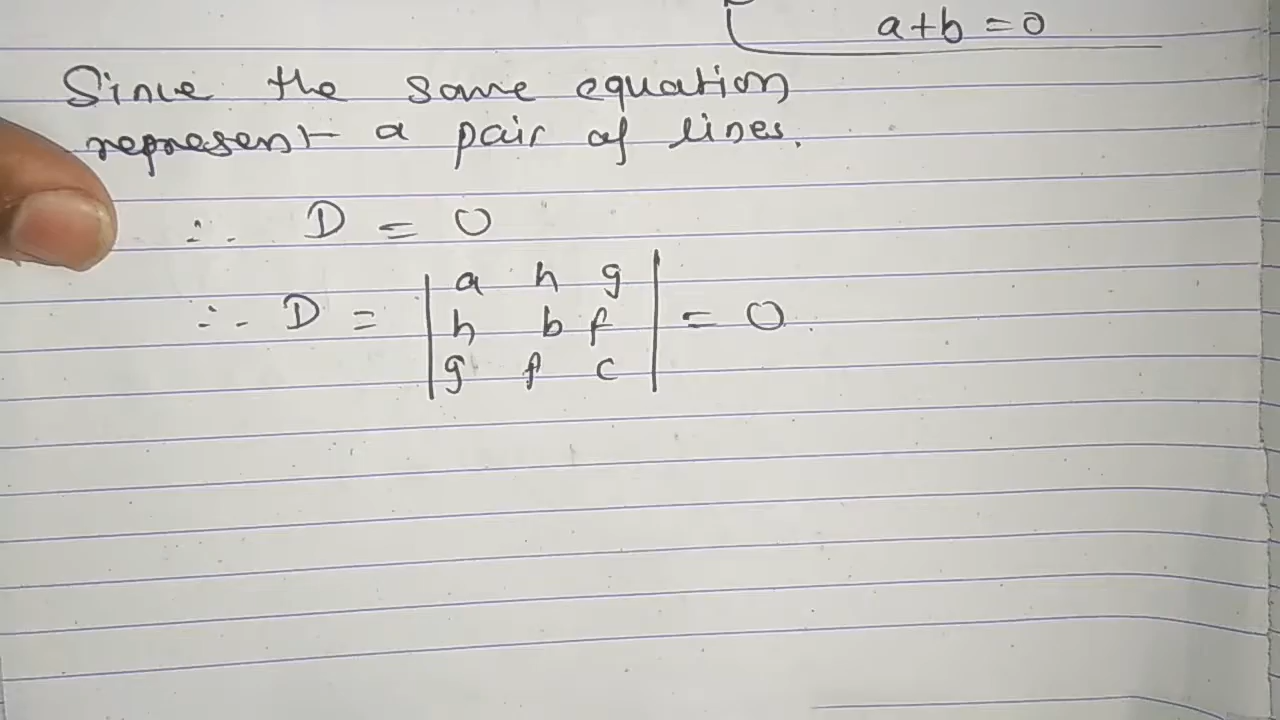 a+b = 0
Since the same equation
represent a pair of lines.
∴ D = 0
∴ D = | a h g |
| h b f | = 0.
| g f c |